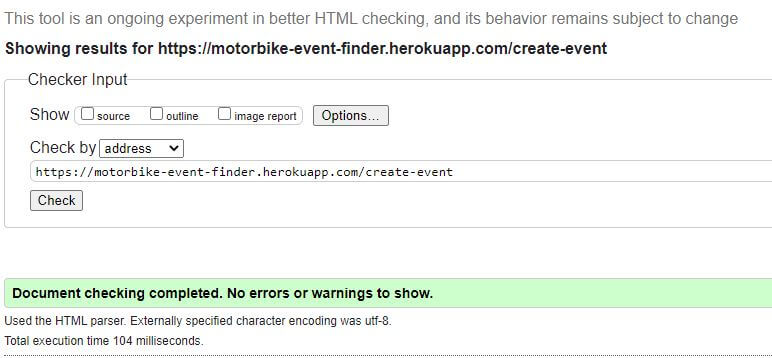 This tool is an ongoing experiment in better HTML checking, and its behavior remains subject to change
Showing results for https://motorbike-event-finder.herokuapp.com/create-event
Checker Input
Show source outline image report Options...
Check by address
https://motorbike-event-finder.herokuapp.com/create-event
Check
Document checking completed. No errors or warnings to show.
Used the HTML parser. Externally specified character encoding was utf-8.
Total execution time 104 milliseconds.